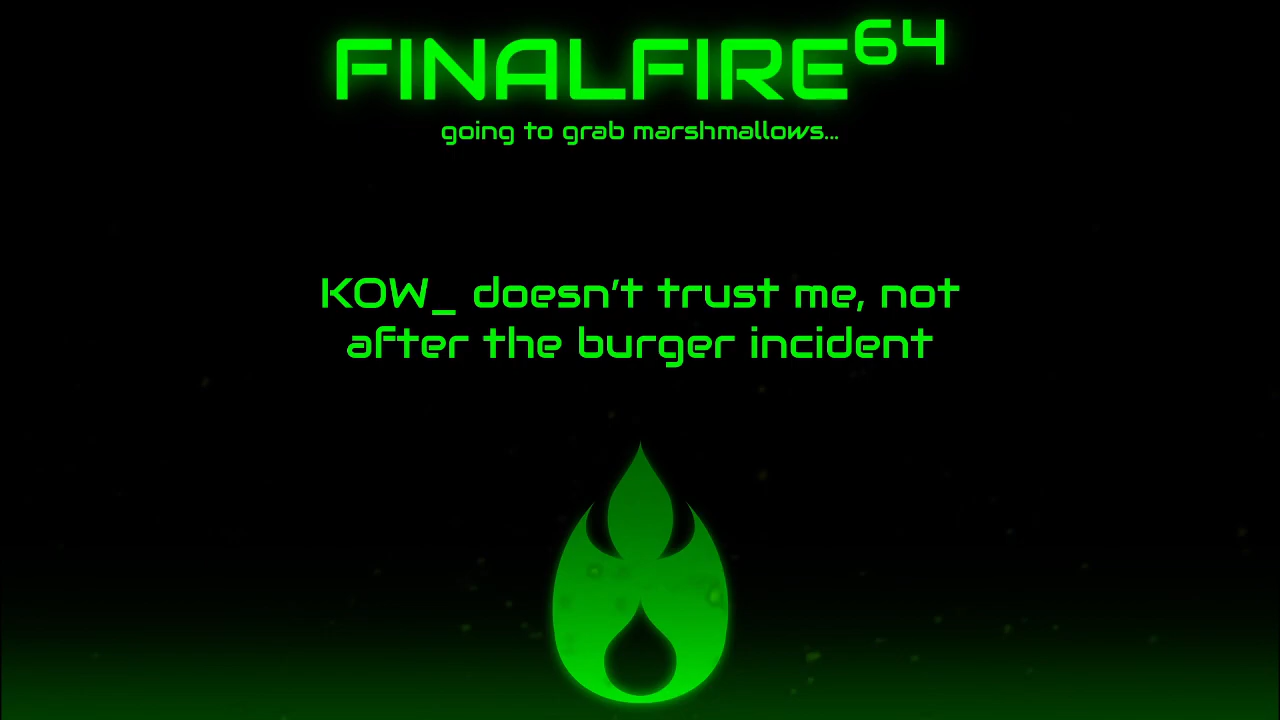 FINALFIRE64
going to grab marshmallows...
KOW_ doesn't trust me, not
after the burger incident